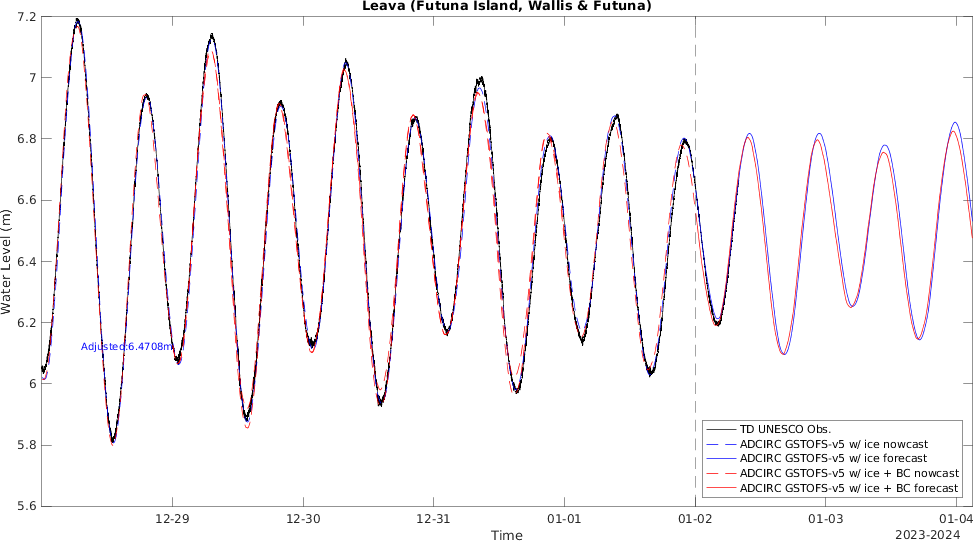 Leava (Futuna Island, Wallis & Futuna)
7.2
7
6.8
6.6
6.4
6.2
6
5.8
5.6
Water Level (m)
Adjusted:6.4708m
TD UNESCO Obs.
ADCIRC GSTOFS-v5 w/ ice nowcast
ADCIRC GSTOFS-v5 w/ ice forecast
ADCIRC GSTOFS-v5 w/ ice + BC nowcast
ADCIRC GSTOFS-v5 w/ ice + BC forecast
12-29 12-30 12-31 01-01 01-02 01-03 01-04
Time
2023-2024